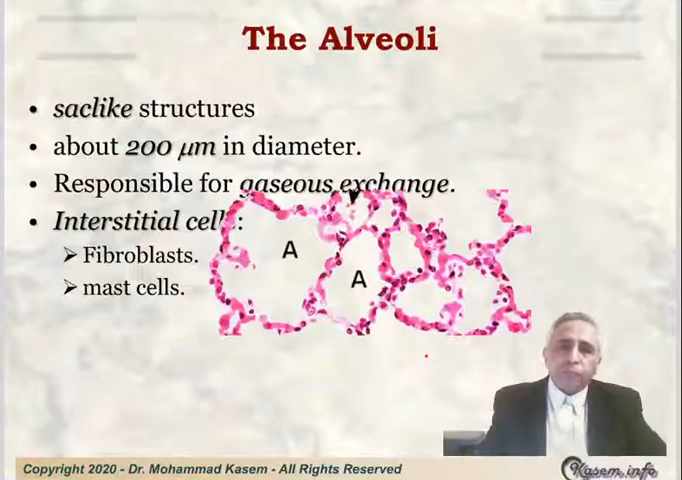 The Alveoli
• saclike structures
• about 200 µm in diameter.
• Responsible for gaseous exchange.
• Interstitial cells:
➢ Fibroblasts.
➢ mast cells.
A
A
Copyright 2020 - Dr. Mohammad Kasem - All Rights Reserved
Kasem.info